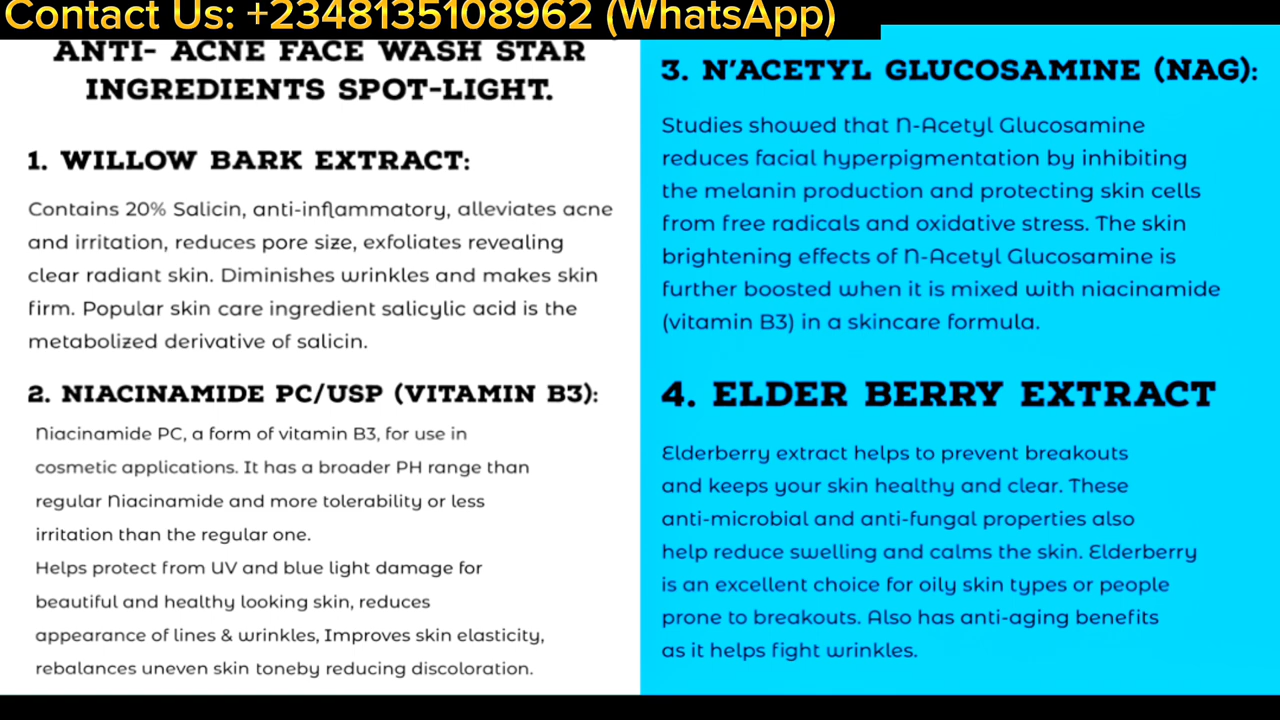 Contact Us: +2348135108962 (WhatsApp)
ANTI- ACNE FACE WASH STAR
INGREDIENTS SPOT-LIGHT.
1. WILLOW BARK EXTRACT:
Contains 20% Salicin, anti-inflammatory, alleviates acne
and irritation, reduces pore size, exfoliates revealing
clear radiant skin. Diminishes wrinkles and makes skin
firm. Popular skin care ingredient salicylic acid is the
metabolized derivative of salicin.
2. NIACINAMIDE PC/USP (VITAMIN B3):
Niacinamide PC, a form of vitamin B3, for use in
cosmetic applications. It has a broader PH range than
regular Niacinamide and more tolerability or less
irritation than the regular one.
Helps protect from UV and blue light damage for
beautiful and healthy looking skin, reduces
appearance of lines & wrinkles, Improves skin elasticity,
rebalances uneven skin toneby reducing discoloration.
3. N'ACETYL GLUCOSAMINE (NAG):
Studies showed that N-Acetyl Glucosamine
reduces facial hyperpigmentation by inhibiting
the melanin production and protecting skin cells
from free radicals and oxidative stress. The skin
brightening effects of N-Acetyl Glucosamine is
further boosted when it is mixed with niacinamide
(vitamin B3) in a skincare formula.
4. ELDER BERRY EXTRACT
Elderberry extract helps to prevent breakouts
and keeps your skin healthy and clear. These
anti-microbial and anti-fungal properties also
help reduce swelling and calms the skin. Elderberry
is an excellent choice for oily skin types or people
prone to breakouts. Also has anti-aging benefits
as it helps fight wrinkles.